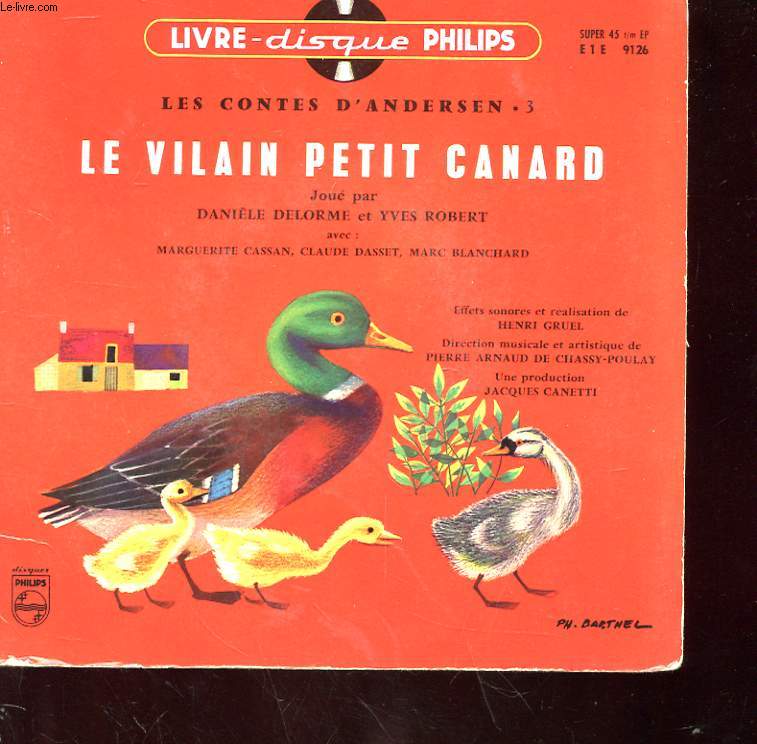 Le-livre.com
LIVRE-disque PHILIPS
SUPER 45 t/m EP
E1E 9126
LES CONTES D'ANDERSEN • 3
LE VILAIN PETIT CANARD
Joué par
DANIÈLE DELORME et YVES ROBERT
avec :
MARGUERITE CASSAN, CLAUDE DASSET, MARC BLANCHARD
Effets sonores et réalisation de
HENRI GRUEL
Direction musicale et artistique de
PIERRE ARNAUD DE CHASSY-POULAY
Une production
JACQUES CANETTI
disques
PHILIPS
PH. BARTHEL